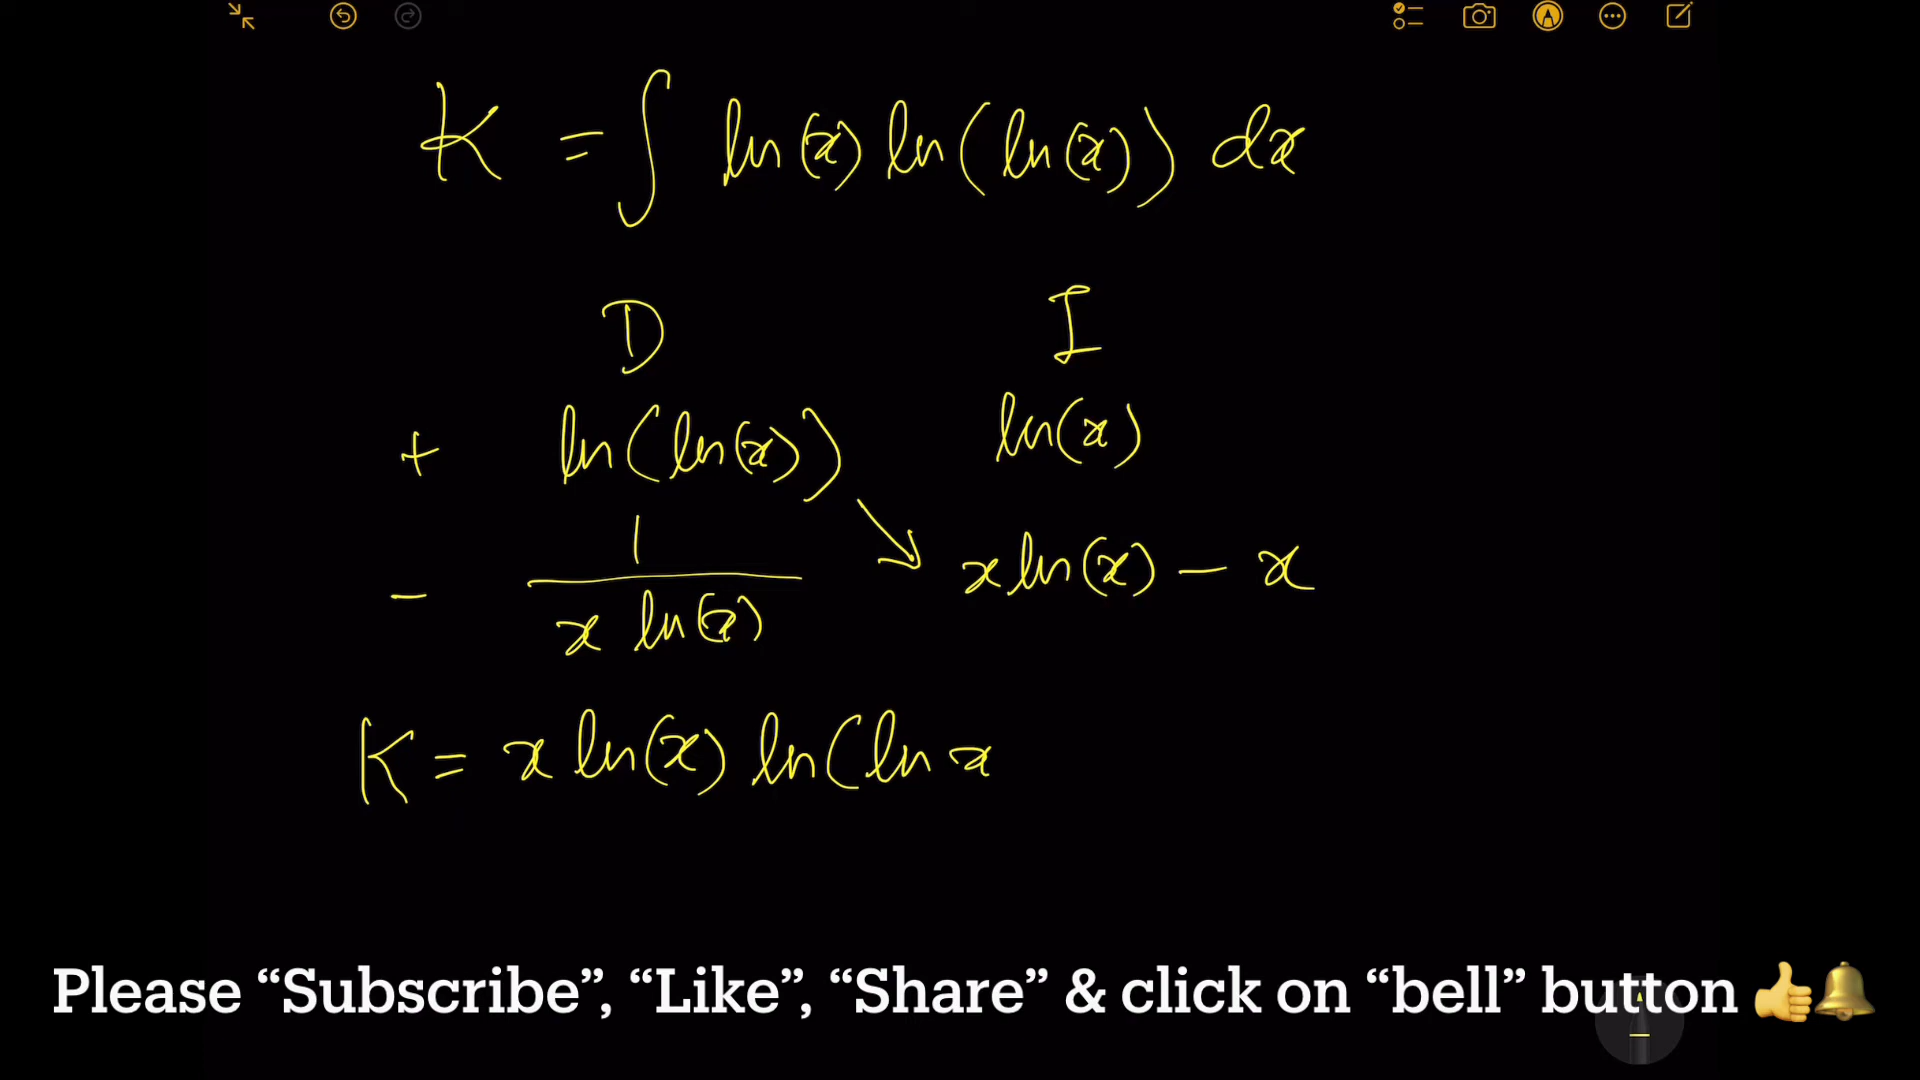 K = ∫ ln(x) ln(ln(x)) dx
D I
+ ln(ln(x)) ln(x)
- 1/(x ln(x)) x ln(x) - x
K = x ln(x) ln(ln x
Please “Subscribe”, “Like”, “Share” & click on “bell” button 👍🔔